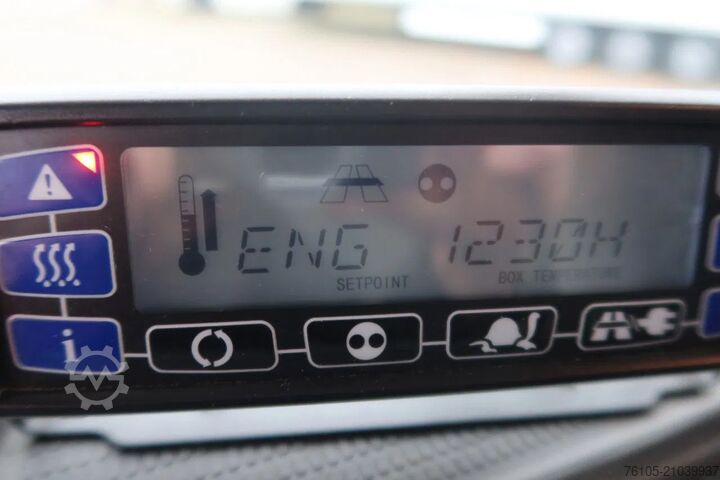 ENG 1230H
SETPOINT BOX TEMPERATURE
i
76105-21039937